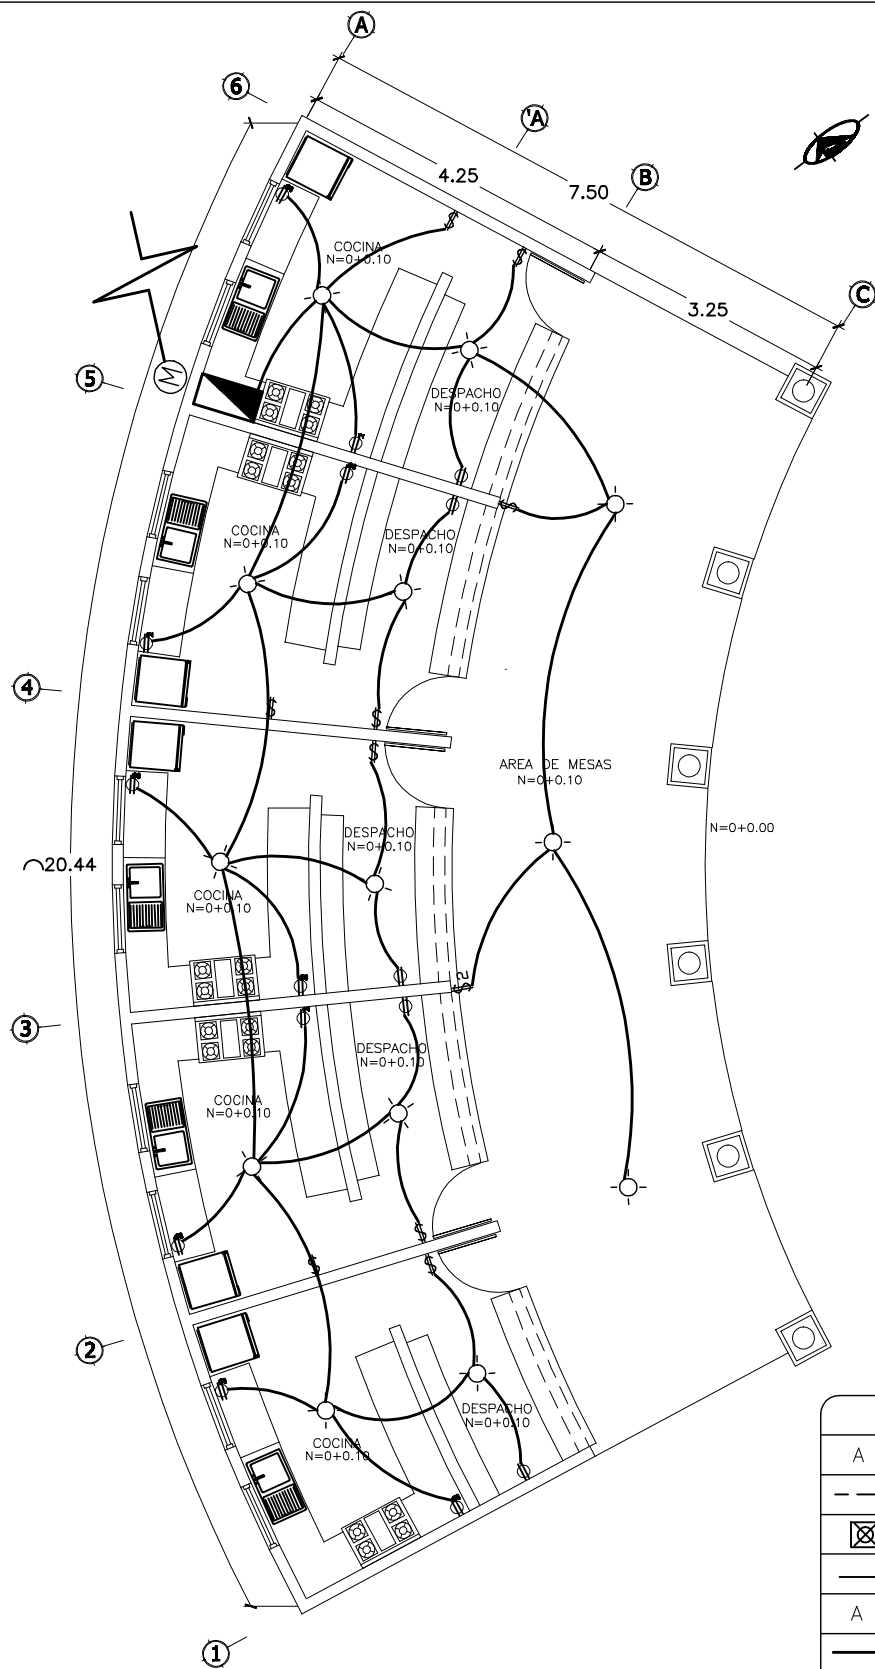 A
6
'A
4.25
B
7.50
COCINA
N=0+0.10
C
3.25
5
M
DESPACHO
N=0+0.10
COCINA
N=0+0.10
DESPACHO
N=0+0.10
4
AREA DE MESAS
N=0+0.10
DESPACHO
N=0+0.10
N=0+0.00
20.44
COCINA
N=0+0.10
2
3
DESPACHO
N=0+0.10
COCINA
N=0+0.10
2
DESPACHO
N=0+0.10
COCINA
N=0+0.10
A
A
1